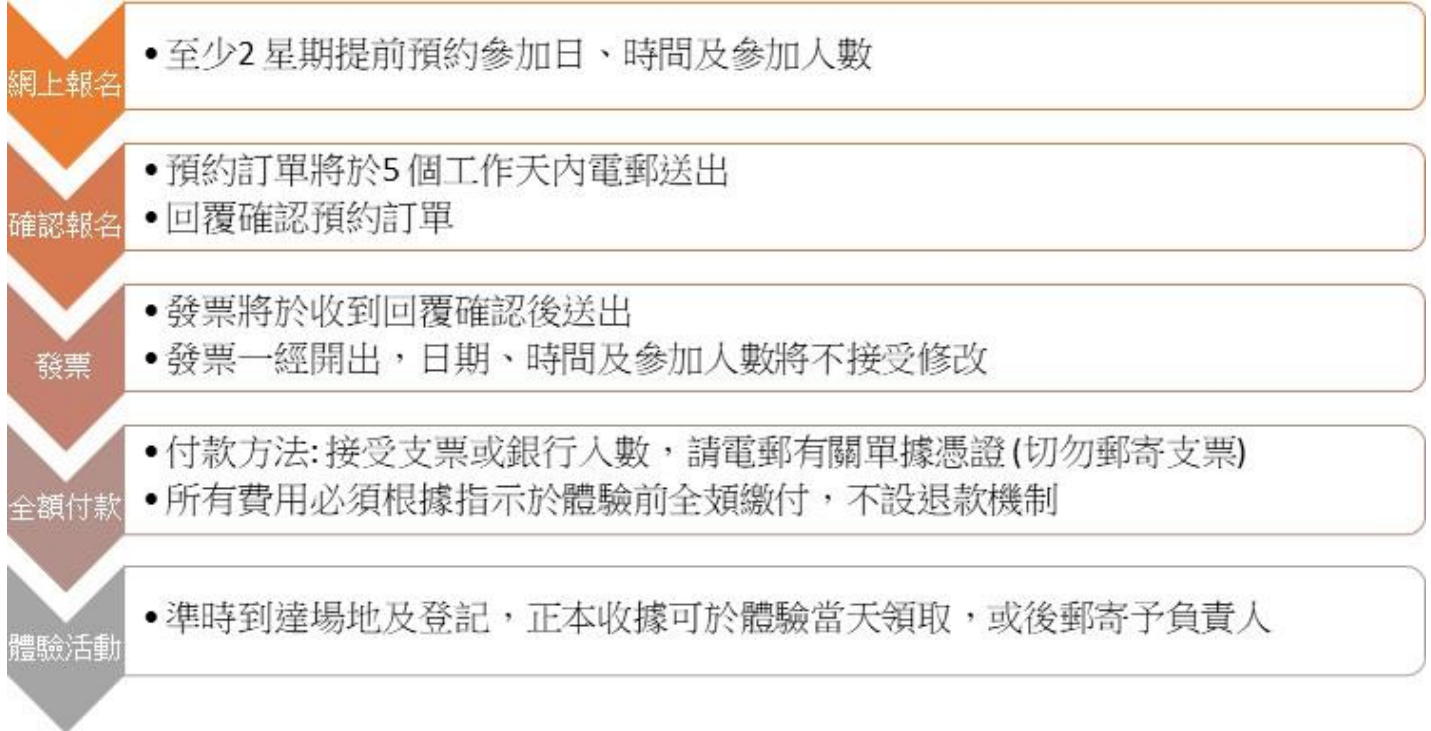 網上報名
•至少2 星期提前預約參加日、時間及參加人數
確認報名
•預約訂單將於5 個工作天內電郵送出
•回覆確認預約訂單
發票
•發票將於收到回覆確認後送出
•發票一經開出，日期、時間及參加人數將不接受修改
全額付款
•付款方法: 接受支票或銀行人數，請電郵有關單據憑證 (切勿郵寄支票)
•所有費用必須根據指示於體驗前全頦繳付，不設退款機制
體驗活動
•準時到達場地及登記，正本收據可於體驗當天領取，或後郵寄予負責人